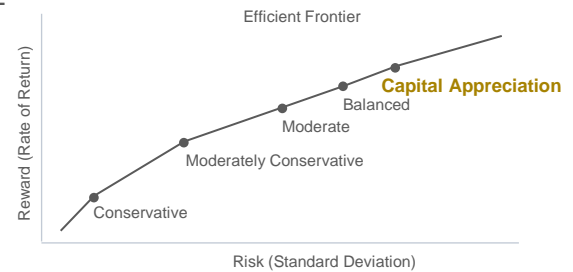 Efficient Frontier
Reward (Rate of Return)
Capital Appreciation
Balanced
Moderate
Moderately Conservative
Conservative
Risk (Standard Deviation)